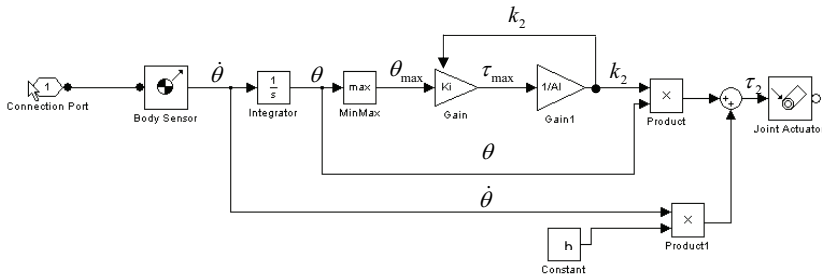 k₂
θ̇
θ
θmax
τmax
k₂
τ₂
1
1
s
max
Ki
1/Al
×
+
+
Connection Port
Body Sensor
Integrator
MinMax
Gain
Gain1
Product
Joint Actuato
θ
θ̇
×
h
Product1
Constant